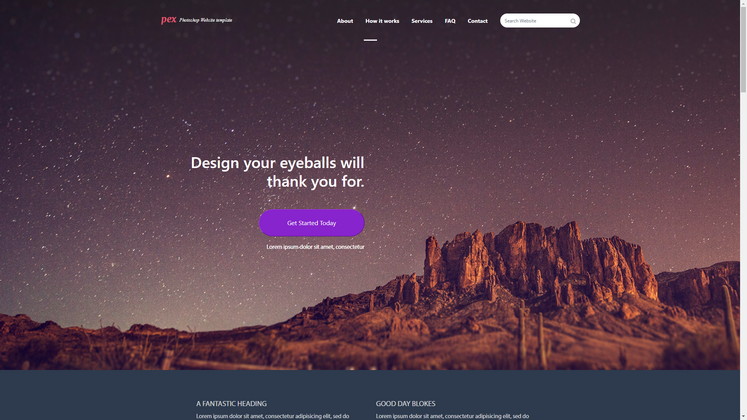 pex Photoshop Website template
About How it works Services FAQ Contact Search Website
Design your eyeballs will
thank you for.
Get Started Today
Lorem ipsum dolor sit amet, consectetur
A FANTASTIC HEADING
Lorem ipsum dolor sit amet, consectetur adipisicing elit, sed do
GOOD DAY BLOKES
Lorem ipsum dolor sit amet, consectetur adipisicing elit, sed do